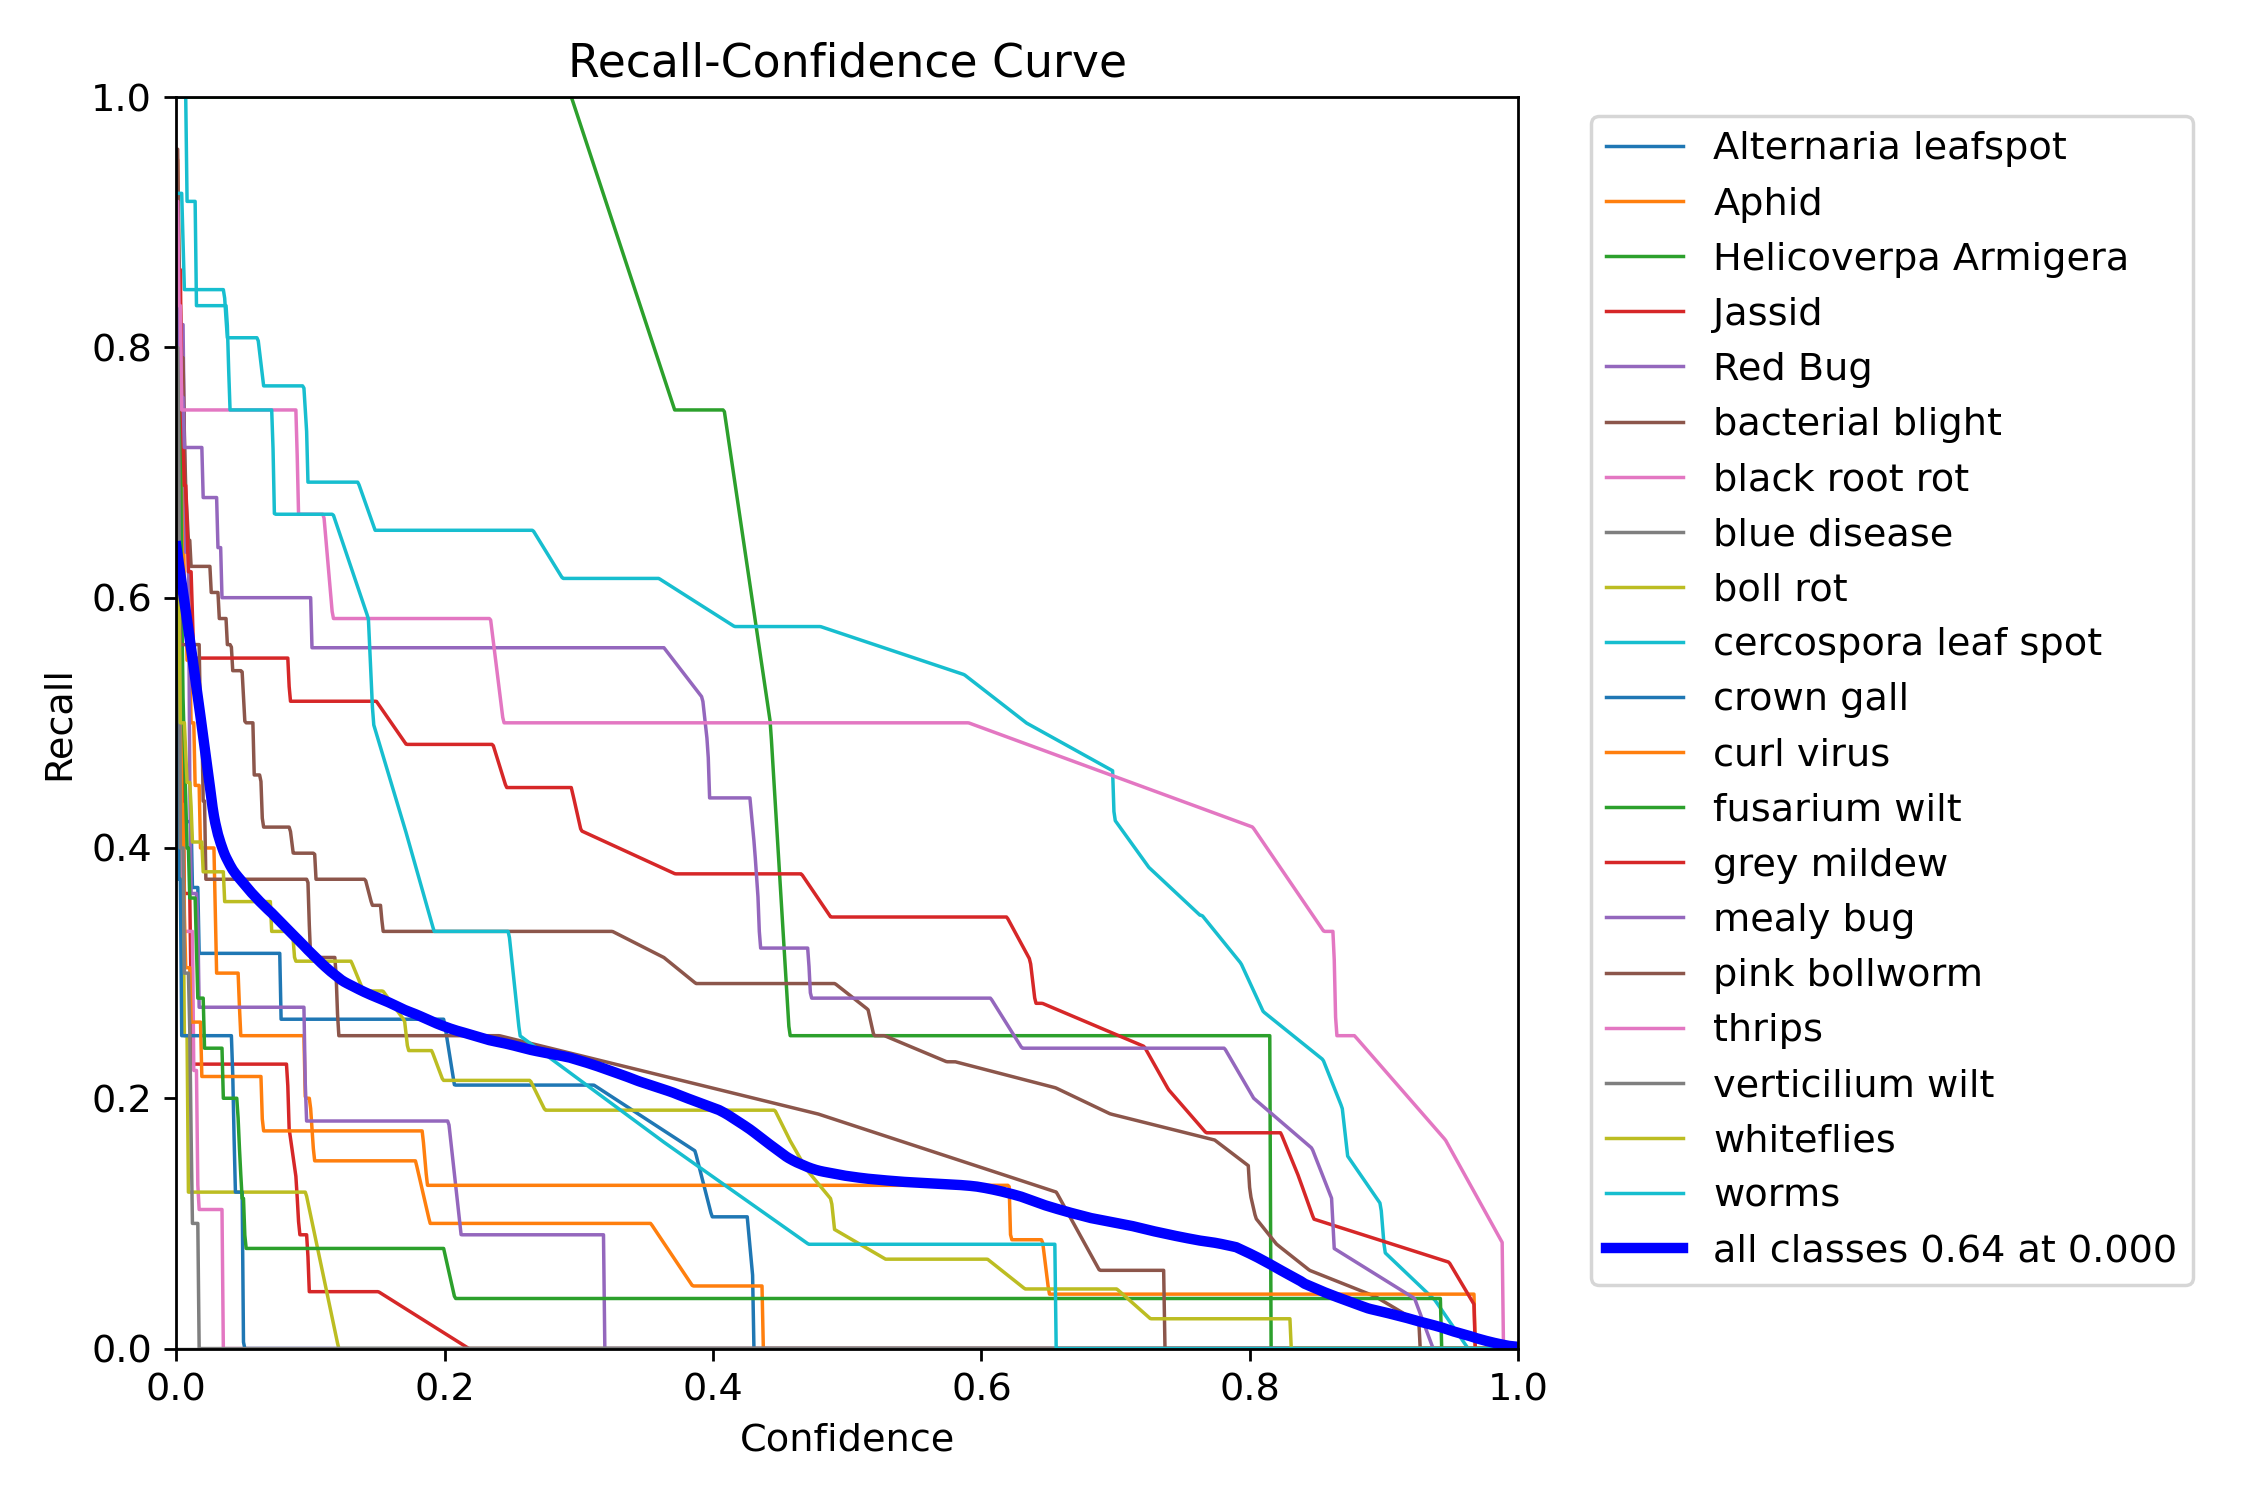 Recall-Confidence Curve
1.0
0.8
0.6
0.4
0.2
0.0
Recall
0.0 0.2 0.4 0.6 0.8 1.0
Confidence
Alternaria leafspot
Aphid
Helicoverpa Armigera
Jassid
Red Bug
bacterial blight
black root rot
blue disease
boll rot
cercospora leaf spot
crown gall
curl virus
fusarium wilt
grey mildew
mealy bug
pink bollworm
thrips
verticilium wilt
whiteflies
worms
all classes 0.64 at 0.000